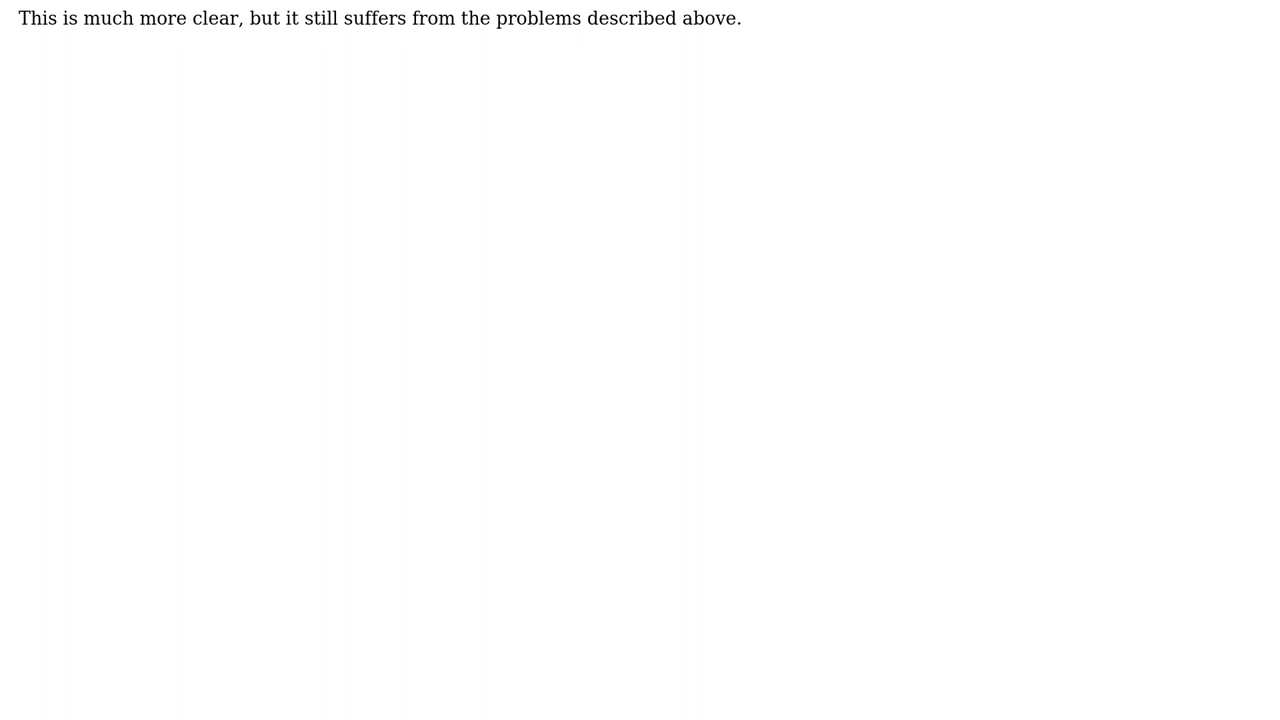 This is much more clear, but it still suffers from the problems described above.